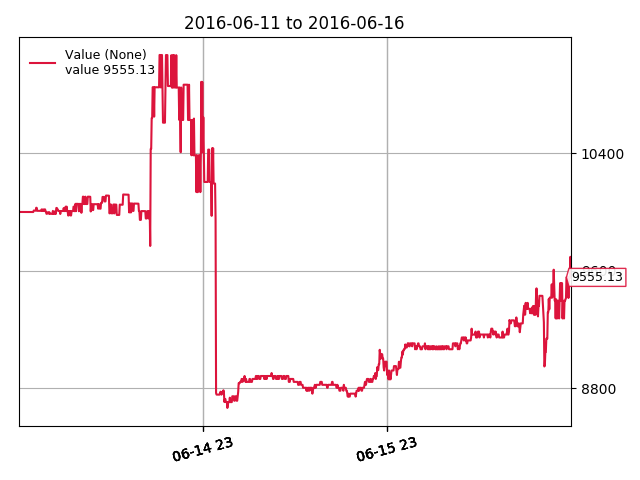 2016-06-11 to 2016-06-16
Value (None)
value 9555.13
10400
9555.13
8800
06-14 23
06-15 23